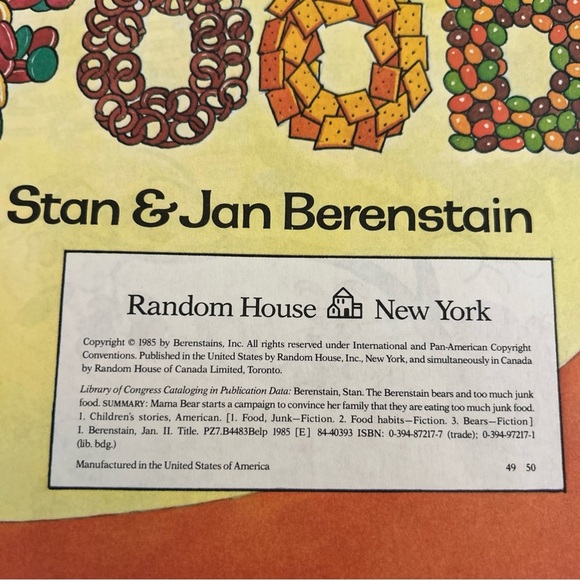 FOOD
Stan & Jan Berenstain
Random House New York
Copyright © 1985 by Berenstains, Inc. All rights reserved under International and Pan-American Copyright
Conventions. Published in the United States by Random House, Inc., New York, and simultaneously in Canada
by Random House of Canada Limited, Toronto.
Library of Congress Cataloging in Publication Data: Berenstain, Stan. The Berenstain bears and too much junk
food. SUMMARY: Mama Bear starts a campaign to convince her family that they are eating too much junk food.
1. Children's stories, American. [1. Food, Junk—Fiction. 2. Food habits—Fiction. 3. Bears—Fiction]
I. Berenstain, Jan. II. Title. PZ7.B4483Belp 1985 [E] 84-40393 ISBN: 0-394-87217-7 (trade); 0-394-97217-1
(lib. bdg.)
Manufactured in the United States of America 49 50